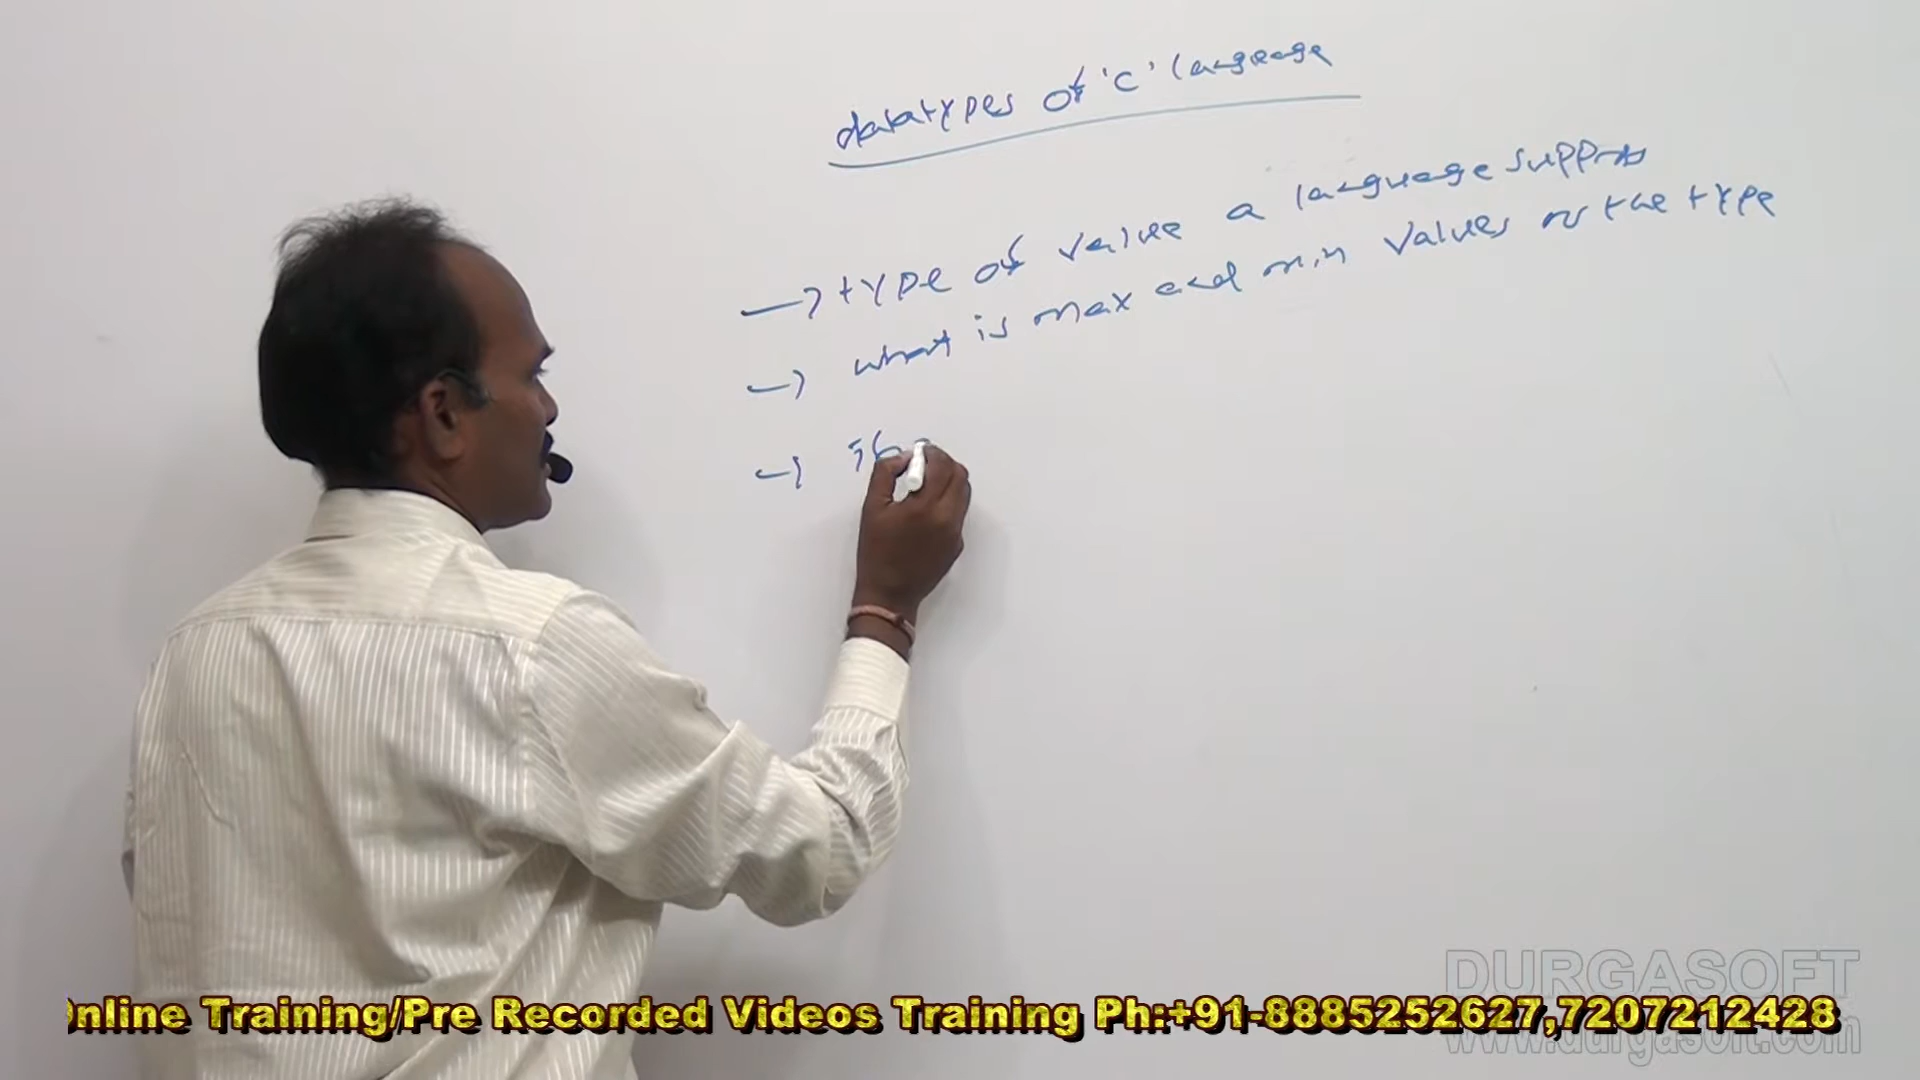 datatypes of 'C' language
→ type of value a language supports
→ what is max and min values of the type
→
DURGASOFT
www.durgasoft.com
Online Training/Pre Recorded Videos Training Ph:+91-8885252627,7207212428